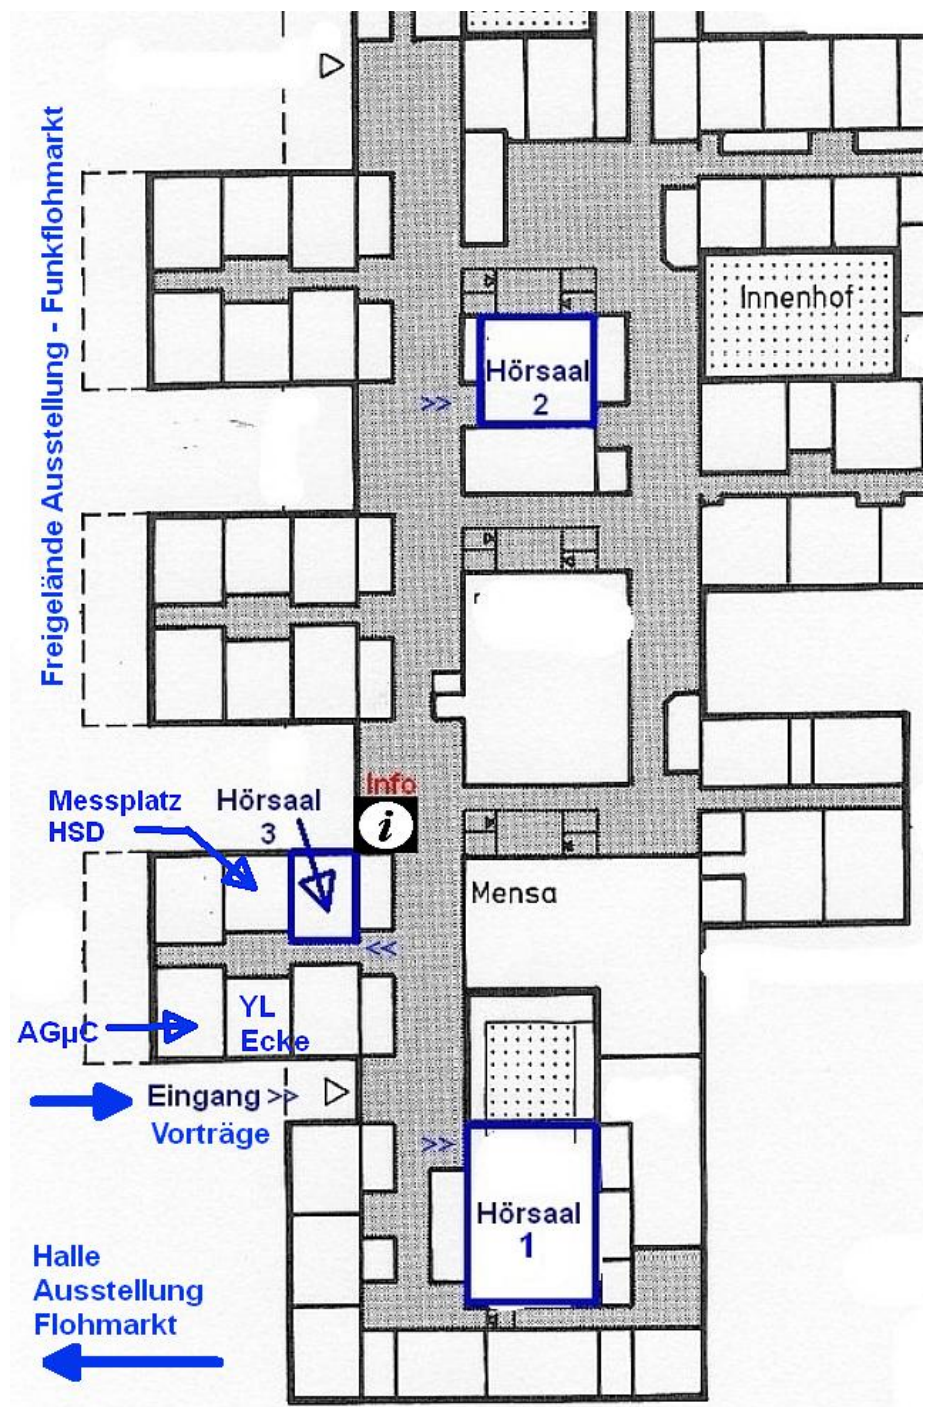 Freigelände Ausstellung - Funkflohmarkt
Innenhof
Hörsaal
2
>>
Info
i
Messplatz
HSD
Hörsaal
3
Mensa
<<
AGµC
YL
Ecke
Eingang >>
Vorträge
>>
Hörsaal
1
Halle
Ausstellung
Flohmarkt